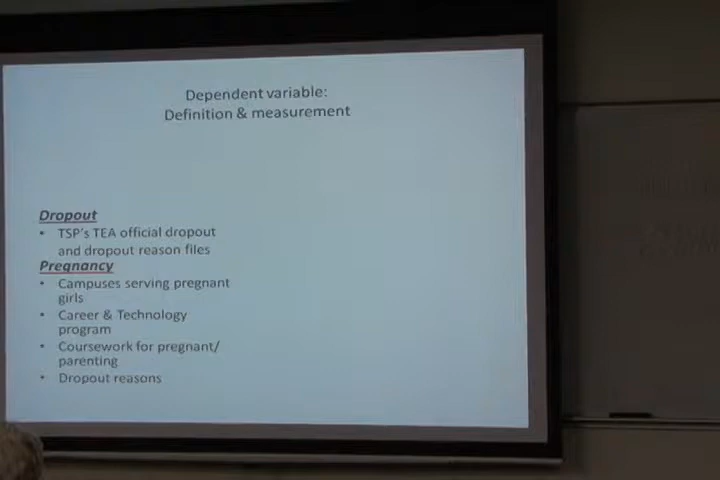 Dependent variable:
Definition & measurement
Dropout
• TSP's TEA official dropout
and dropout reason files
Pregnancy
• Campuses serving pregnant
girls
• Career & Technology
program
• Coursework for pregnant/
parenting
• Dropout reasons